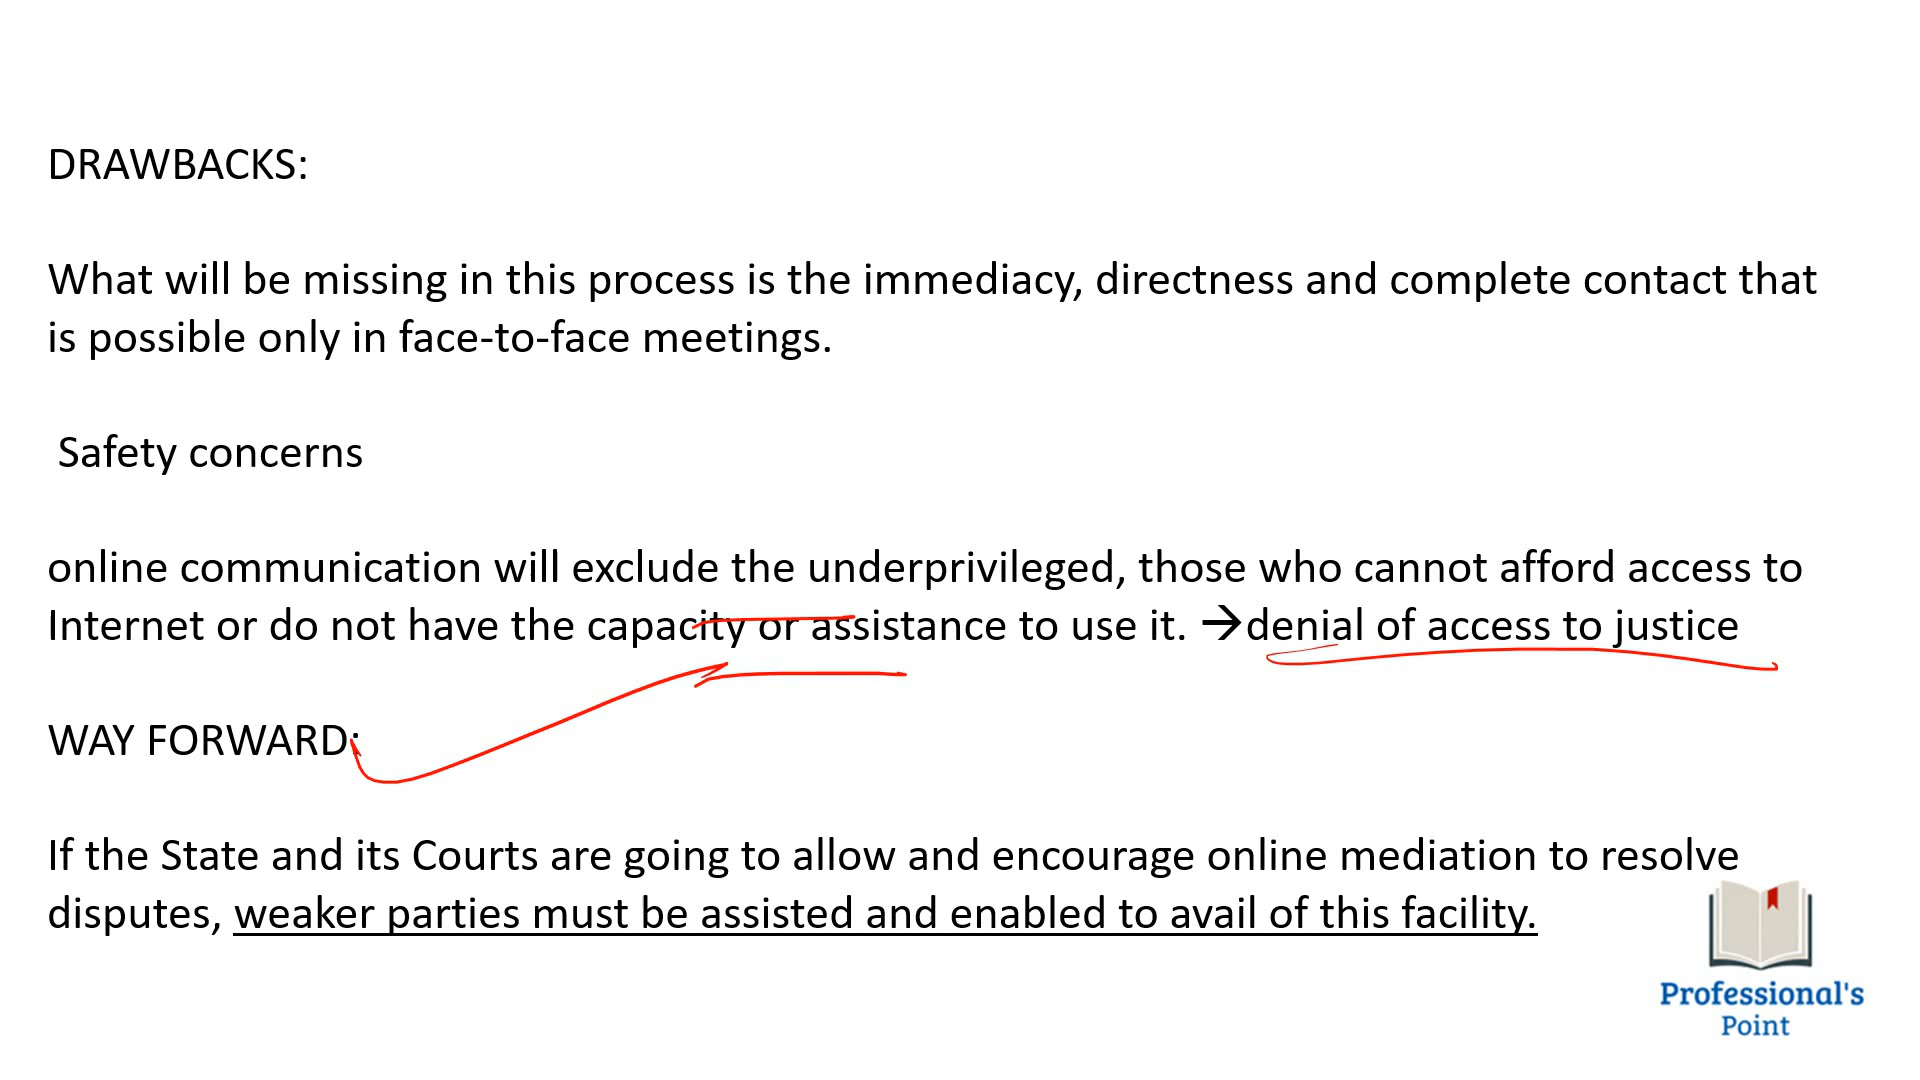 DRAWBACKS:
What will be missing in this process is the immediacy, directness and complete contact that
is possible only in face-to-face meetings.
Safety concerns
online communication will exclude the underprivileged, those who cannot afford access to
Internet or do not have the capacity or assistance to use it. →denial of access to justice
WAY FORWARD:
If the State and its Courts are going to allow and encourage online mediation to resolve
disputes, weaker parties must be assisted and enabled to avail of this facility.
Professional's
Point